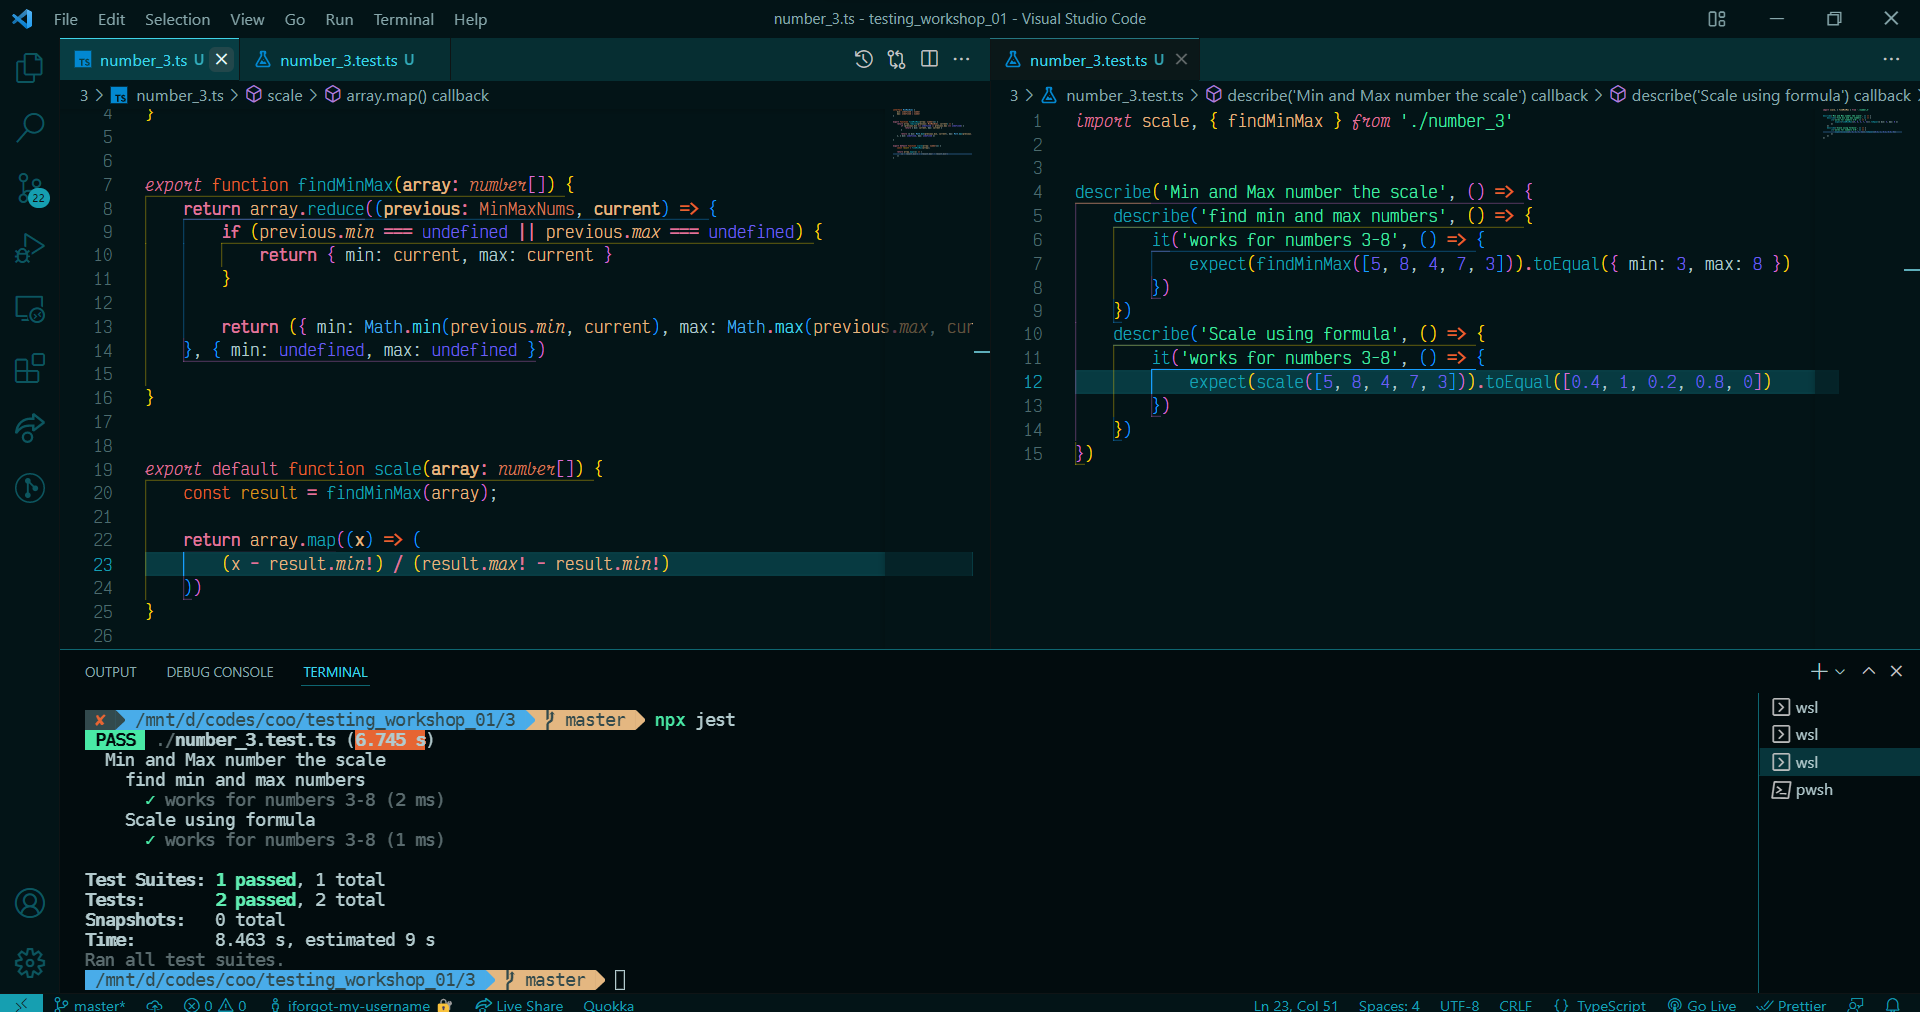 File Edit Selection View Go Run Terminal Help
number_3.ts - testing_workshop_01 - Visual Studio Code
TS number_3.ts U
number_3.test.ts U
3 > TS number_3.ts > scale > array.map() callback
4 }
5
6
7 export function findMinMax(array: number[]) {
8 return array.reduce((previous: MinMaxNums, current) => {
9 if (previous.min === undefined || previous.max === undefined) {
10 return { min: current, max: current }
11 }
12
13 return ({ min: Math.min(previous.min, current), max: Math.max(previous.max, cur
14 }, { min: undefined, max: undefined })
15
16 }
17
18
19 export default function scale(array: number[]) {
20 const result = findMinMax(array);
21
22 return array.map((x) => (
23 (x - result.min!) / (result.max! - result.min!)
24 ))
25 }
26
number_3.test.ts U
3 > number_3.test.ts > describe('Min and Max number the scale') callback > describe('Scale using formula') callback >
1 import scale, { findMinMax } from './number_3'
2
3
4 describe('Min and Max number the scale', () => {
5 describe('find min and max numbers', () => {
6 it('works for numbers 3-8', () => {
7 expect(findMinMax([5, 8, 4, 7, 3])).toEqual({ min: 3, max: 8 })
8 })
9 })
10 describe('Scale using formula', () => {
11 it('works for numbers 3-8', () => {
12 expect(scale([5, 8, 4, 7, 3])).toEqual([0.4, 1, 0.2, 0.8, 0])
13 })
14 })
15 })
22
OUTPUT DEBUG CONSOLE TERMINAL
✘ /mnt/d/codes/coo/testing_workshop_01/3 master npx jest
PASS ./number_3.test.ts (6.745 s)
Min and Max number the scale
find min and max numbers
✓ works for numbers 3-8 (2 ms)
Scale using formula
✓ works for numbers 3-8 (1 ms)
Test Suites: 1 passed, 1 total
Tests: 2 passed, 2 total
Snapshots: 0 total
Time: 8.463 s, estimated 9 s
Ran all test suites.
/mnt/d/codes/coo/testing_workshop_01/3 master
wsl
wsl
wsl
pwsh
master* 0 0 iforgot-my-username Live Share Quokka Ln 23, Col 51 Spaces: 4 UTF-8 CRLF {} TypeScript Go Live Prettier